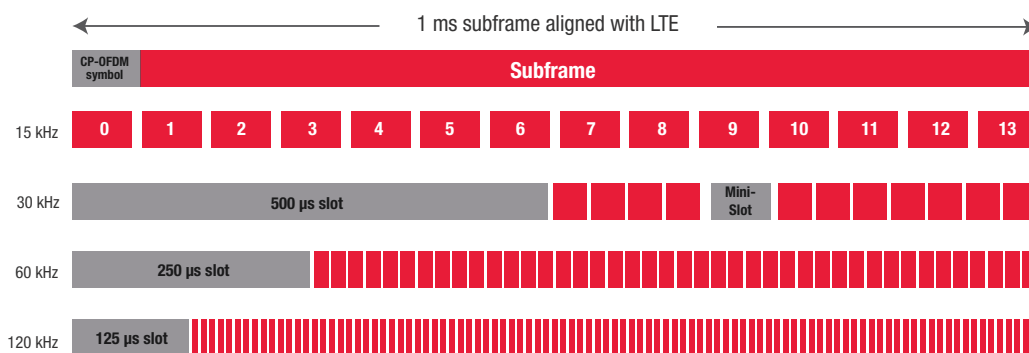 1 ms subframe aligned with LTE
CP-OFDM
symbol
Subframe
15 kHz 0 1 2 3 4 5 6 7 8 9 10 11 12 13
30 kHz 500 µs slot Mini-
Slot
60 kHz 250 µs slot
120 kHz 125 µs slot